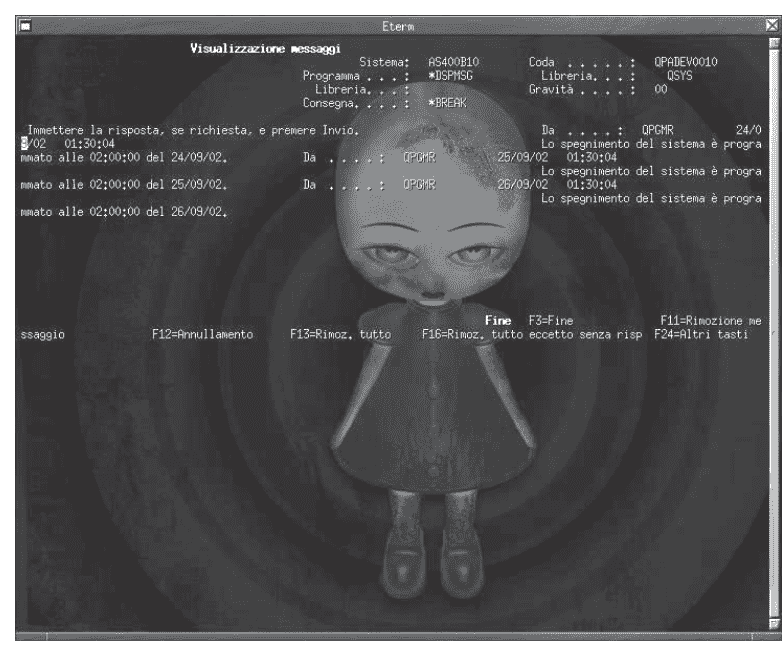 Eterm
Visualizzazione messaggi
Sistema: AS400B10 Coda . . . . . : QPADEV0010
Programma . . . : *DSPMSG Libreria. . . : QSYS
Libreria. . . : Gravità . . . . : 00
Consegna. . . . : *BREAK
Immettere la risposta, se richiesta, e premere Invio. Da . . . . . : QPGMR 24/0
9/02 01:30:04 Lo spegnimento del sistema è progra
mmato alle 02:00:00 del 24/09/02. Da . . . . . : QPGMR 25/09/02 01:30:04
Lo spegnimento del sistema è progra
mmato alle 02:00:00 del 25/09/02. Da . . . . . : QPGMR 26/09/02 01:30:04
Lo spegnimento del sistema è progra
mmato alle 02:00:00 del 26/09/02.
Fine F3=Fine F11=Rimozione me
ssaggio F12=Annullamento F13=Rimoz. tutto F16=Rimoz. tutto eccetto senza risp F24=Altri tasti